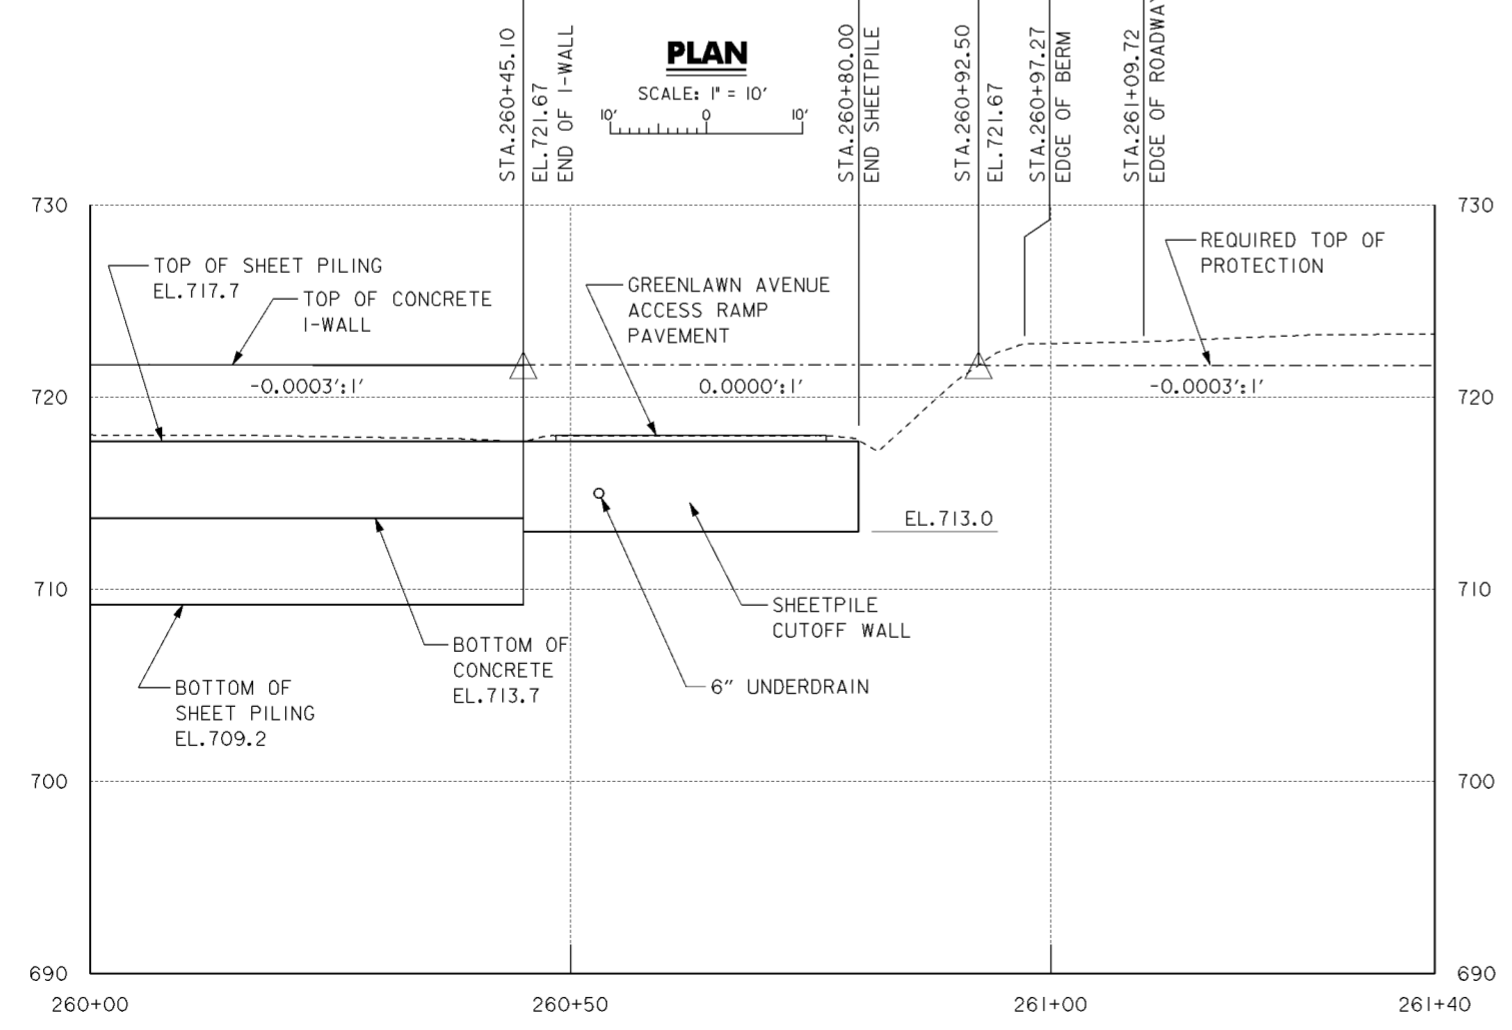 STA.260+45.10
EL.721.67
END OF I-WALL
PLAN
SCALE: 1" = 10'
10' 0 10'
STA.260+80.00
END SHEETPILE
STA.260+92.50
EL.721.67
STA.260+97.27
EDGE OF BERM
STA.261+09.72
EDGE OF ROADWAY
730 730
TOP OF SHEET PILING
EL.717.7
TOP OF CONCRETE
I-WALL
GREENLAWN AVENUE
ACCESS RAMP
PAVEMENT
REQUIRED TOP OF
PROTECTION
-0.0003':1' 0.0000':1' -0.0003':1'
720 720
EL.713.0
710 710
SHEETPILE
CUTOFF WALL
BOTTOM OF
CONCRETE
EL.713.7
6" UNDERDRAIN
BOTTOM OF
SHEET PILING
EL.709.2
700 700
690 690
260+00 260+50 261+00 261+40